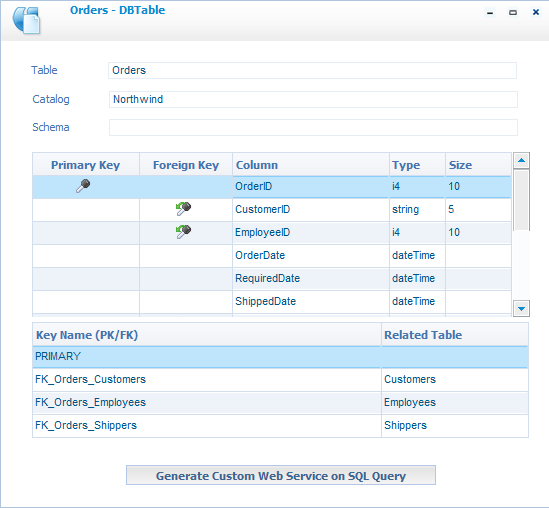 Orders - DBTable
Table Orders
Catalog Northwind
Schema
Primary Key Foreign Key Column Type Size
OrderID i4 10
CustomerID string 5
EmployeeID i4 10
OrderDate dateTime
RequiredDate dateTime
ShippedDate dateTime
Key Name (PK/FK) Related Table
PRIMARY
FK_Orders_Customers Customers
FK_Orders_Employees Employees
FK_Orders_Shippers Shippers
Generate Custom Web Service on SQL Query